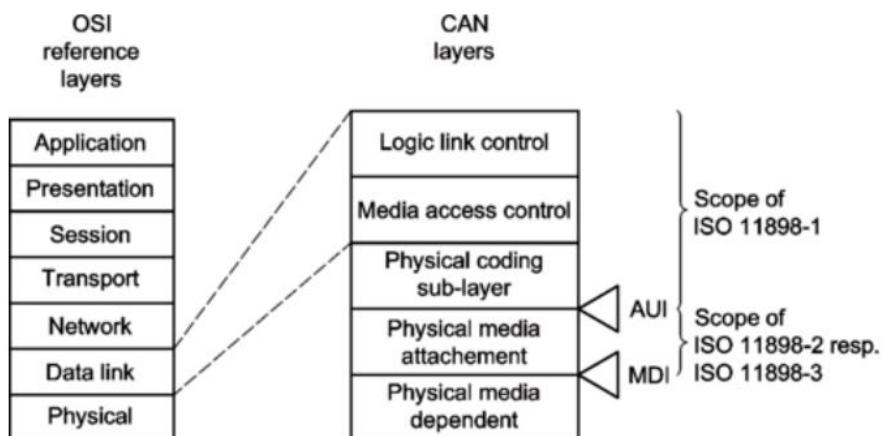 OSI
reference
layers
CAN
layers
Application
Presentation
Session
Transport
Network
Data link
Physical
Logic link control
Media access control
Physical coding
sub-layer
Physical media
attachement
Physical media
dependent
AUI
MDI
Scope of
ISO 11898-1
Scope of
ISO 11898-2 resp.
ISO 11898-3